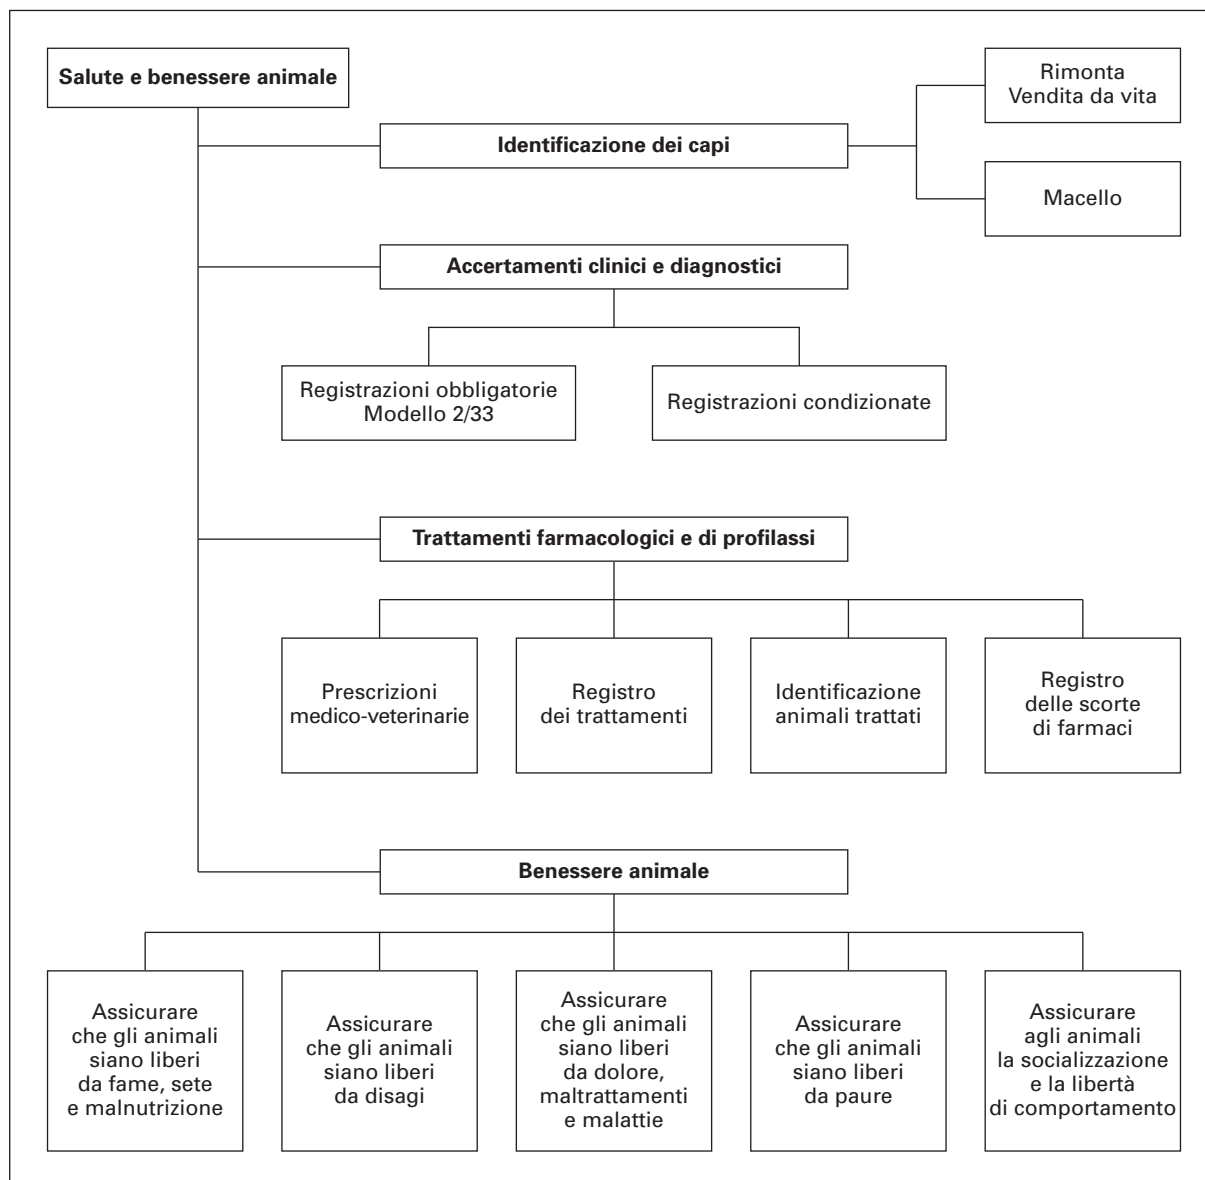 Salute e benessere animale
Rimonta
Vendita da vita
Identificazione dei capi
Macello
Accertamenti clinici e diagnostici
Registrazioni obbligatorie
Modello 2/33
Registrazioni condizionate
Trattamenti farmacologici e di profilassi
Prescrizioni
medico-veterinarie
Registro
dei trattamenti
Identificazione
animali trattati
Registro
delle scorte
di farmaci
Benessere animale
Assicurare
che gli animali
siano liberi
da fame, sete
e malnutrizione
Assicurare
che gli animali
siano liberi
da disagi
Assicurare
che gli animali
siano liberi
da dolore,
maltrattamenti
e malattie
Assicurare
che gli animali
siano liberi
da paure
Assicurare
agli animali
la socializzazione
e la libertà
di comportamento